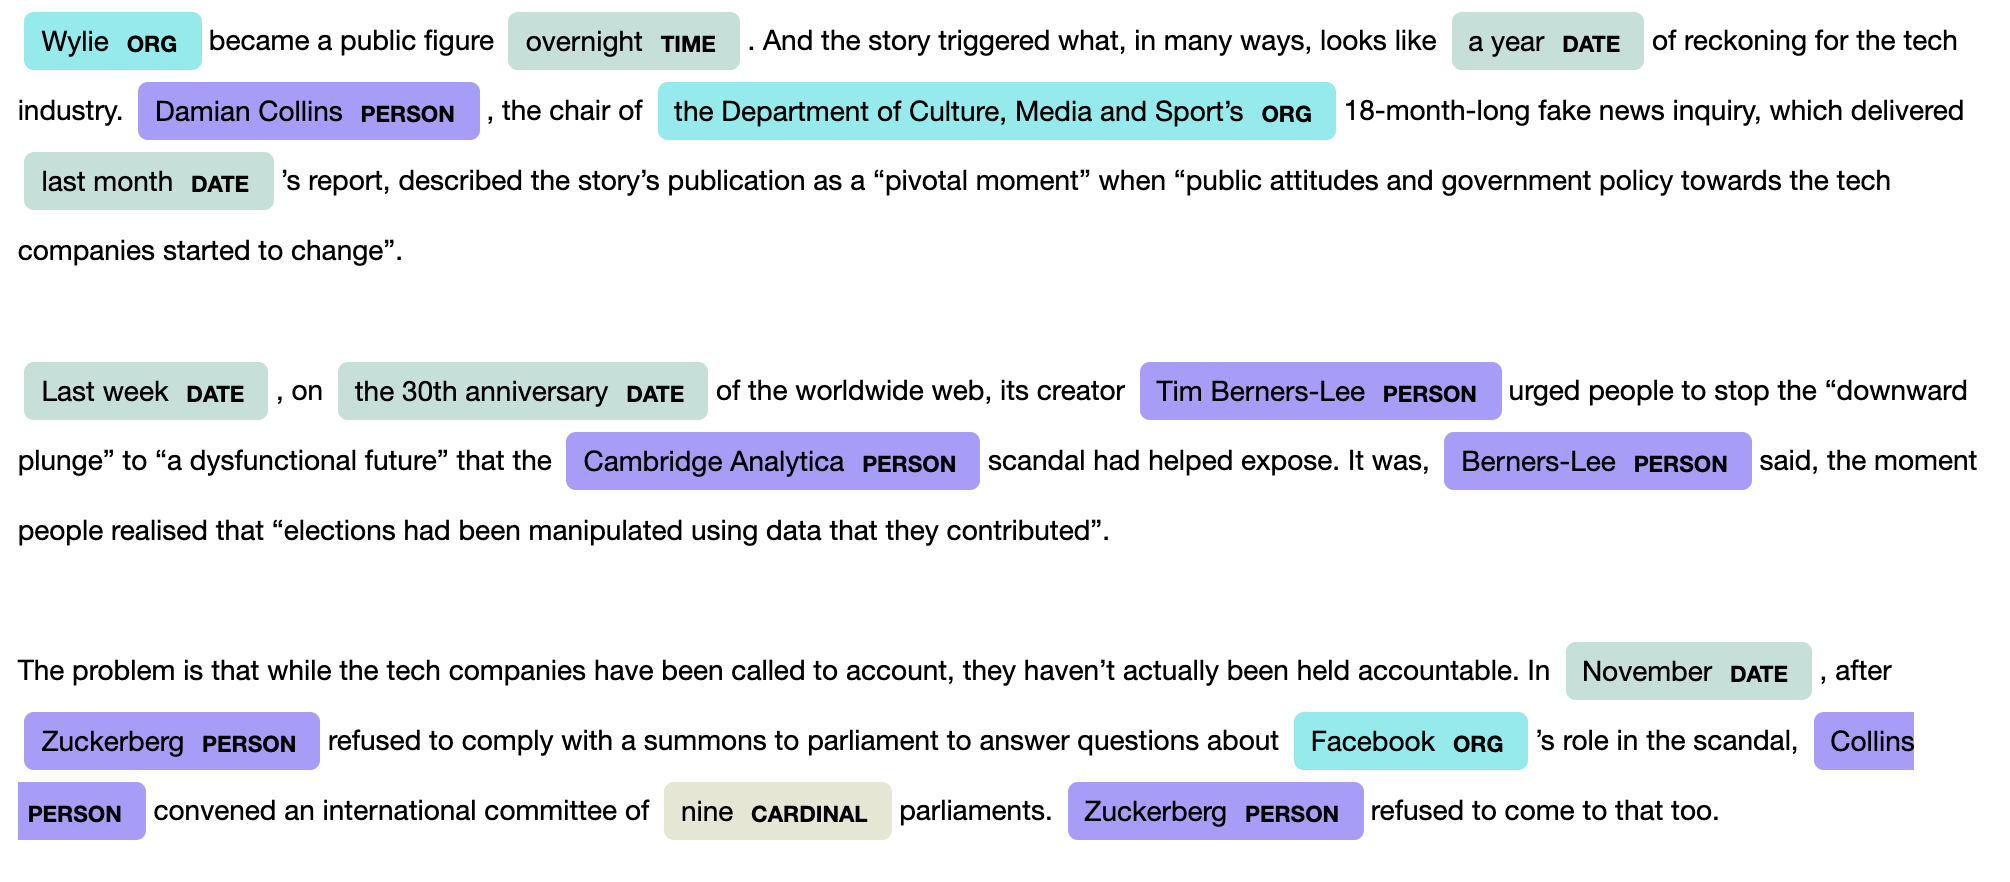 Wylie ORG became a public figure overnight TIME . And the story triggered what, in many ways, looks like a year DATE of reckoning for the tech
industry. Damian Collins PERSON , the chair of the Department of Culture, Media and Sport’s ORG 18-month-long fake news inquiry, which delivered
last month DATE ’s report, described the story’s publication as a “pivotal moment” when “public attitudes and government policy towards the tech
companies started to change”.
Last week DATE , on the 30th anniversary DATE of the worldwide web, its creator Tim Berners-Lee PERSON urged people to stop the “downward
plunge” to “a dysfunctional future” that the Cambridge Analytica PERSON scandal had helped expose. It was, Berners-Lee PERSON said, the moment
people realised that “elections had been manipulated using data that they contributed”.
The problem is that while the tech companies have been called to account, they haven’t actually been held accountable. In November DATE , after
Zuckerberg PERSON refused to comply with a summons to parliament to answer questions about Facebook ORG ’s role in the scandal, Collins
PERSON convened an international committee of nine CARDINAL parliaments. Zuckerberg PERSON refused to come to that too.